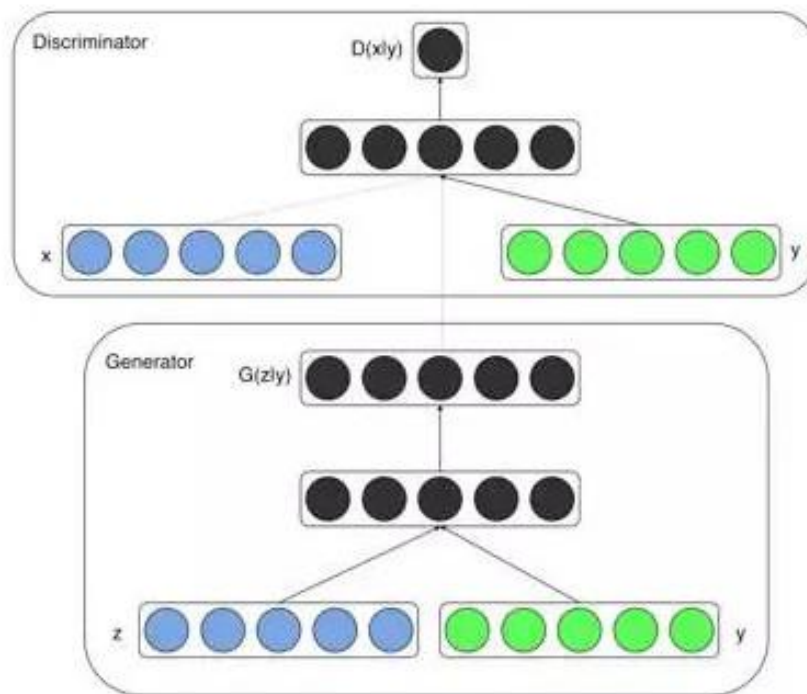 Discriminator
D(x|y)
x
y
Generator
G(z|y)
z
y